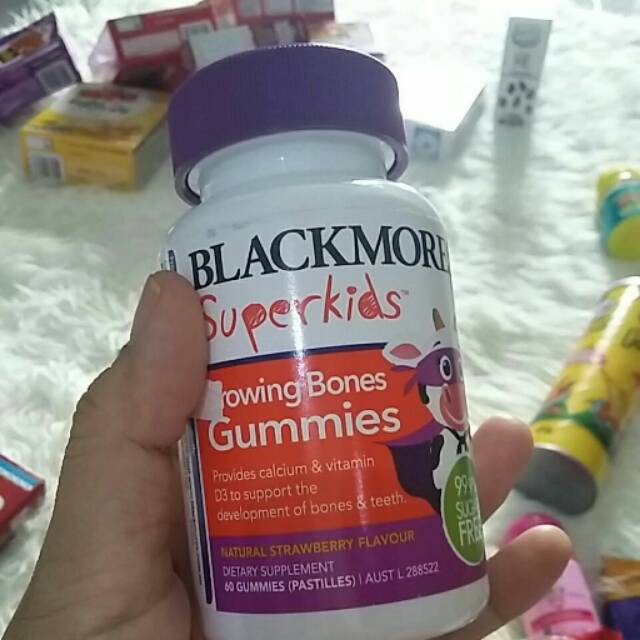 BLACKMORE
Superkids™
rowing Bones
Gummies
Provides calcium & vitamin
D3 to support the
development of bones & teeth.
NATURAL STRAWBERRY FLAVOUR
DIETARY SUPPLEMENT
60 GUMMIES (PASTILLES) | AUST L 288522
SUGAR
FREE